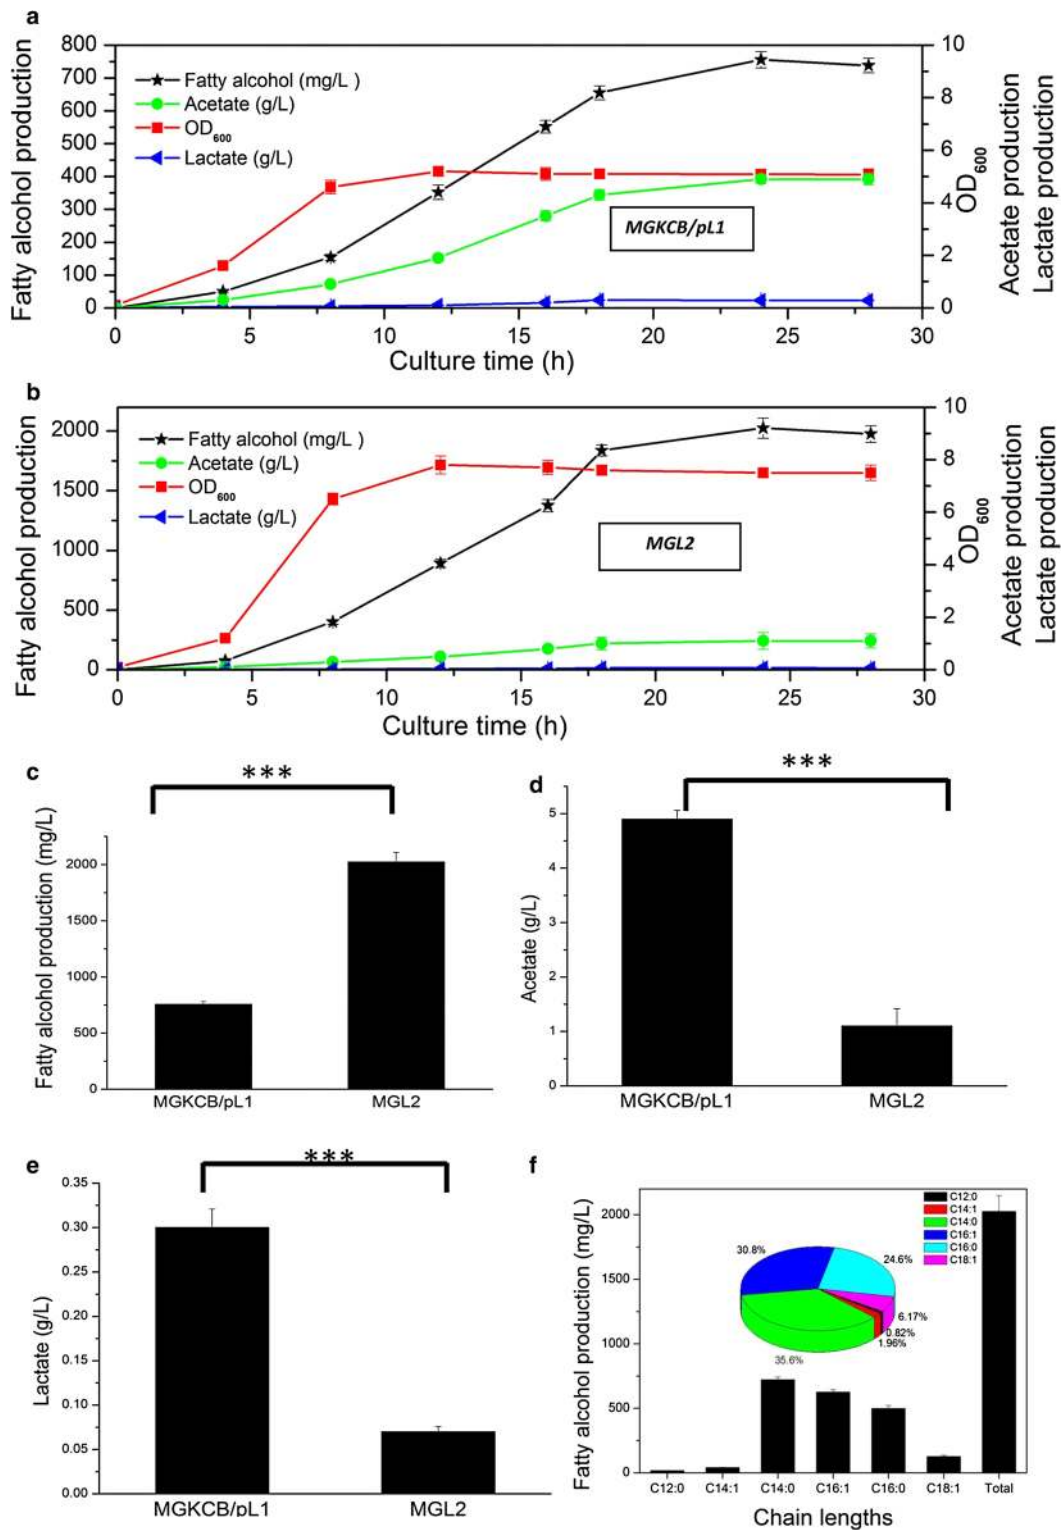 a
Fatty alcohol production
800
700
600
500
400
300
200
100
0
Fatty alcohol (mg/L )
Acetate (g/L)
OD600
Lactate (g/L)
MGKCB/pL1
10
8
6
4
2
0
OD600
Acetate production
Lactate production
0 5 10 15 20 25 30
Culture time (h)
b
Fatty alcohol production
2000
1500
1000
500
0
Fatty alcohol (mg/L )
Acetate (g/L)
OD600
Lactate (g/L)
MGL2
10
8
6
4
2
0
OD600
Acetate production
Lactate production
0 5 10 15 20 25 30
Culture time (h)
c
***
Fatty alcohol production (mg/L)
2000
1500
1000
500
0
MGKCB/pL1 MGL2
d
***
Acetate (g/L)
5
4
3
2
1
0
MGKCB/pL1 MGL2
e
***
Lactate (g/L)
0.35
0.30
0.25
0.20
0.15
0.10
0.05
0.00
MGKCB/pL1 MGL2
f
Fatty alcohol production (mg/L)
2000
1500
1000
500
0
C12:0
C14:1
C14:0
C16:1
C16:0
C18:1
30.8%
24.6%
6.17%
0.82%
1.96%
35.6%
C12:0 C14:1 C14:0 C16:1 C16:0 C18:1 Total
Chain lengths